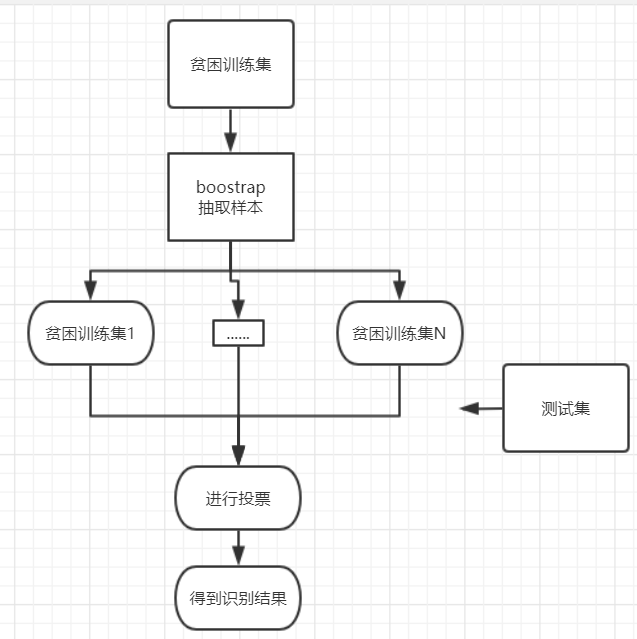 贫困训练集
boostrap
抽取样本
贫困训练集1
......
贫困训练集N
测试集
进行投票
得到识别结果